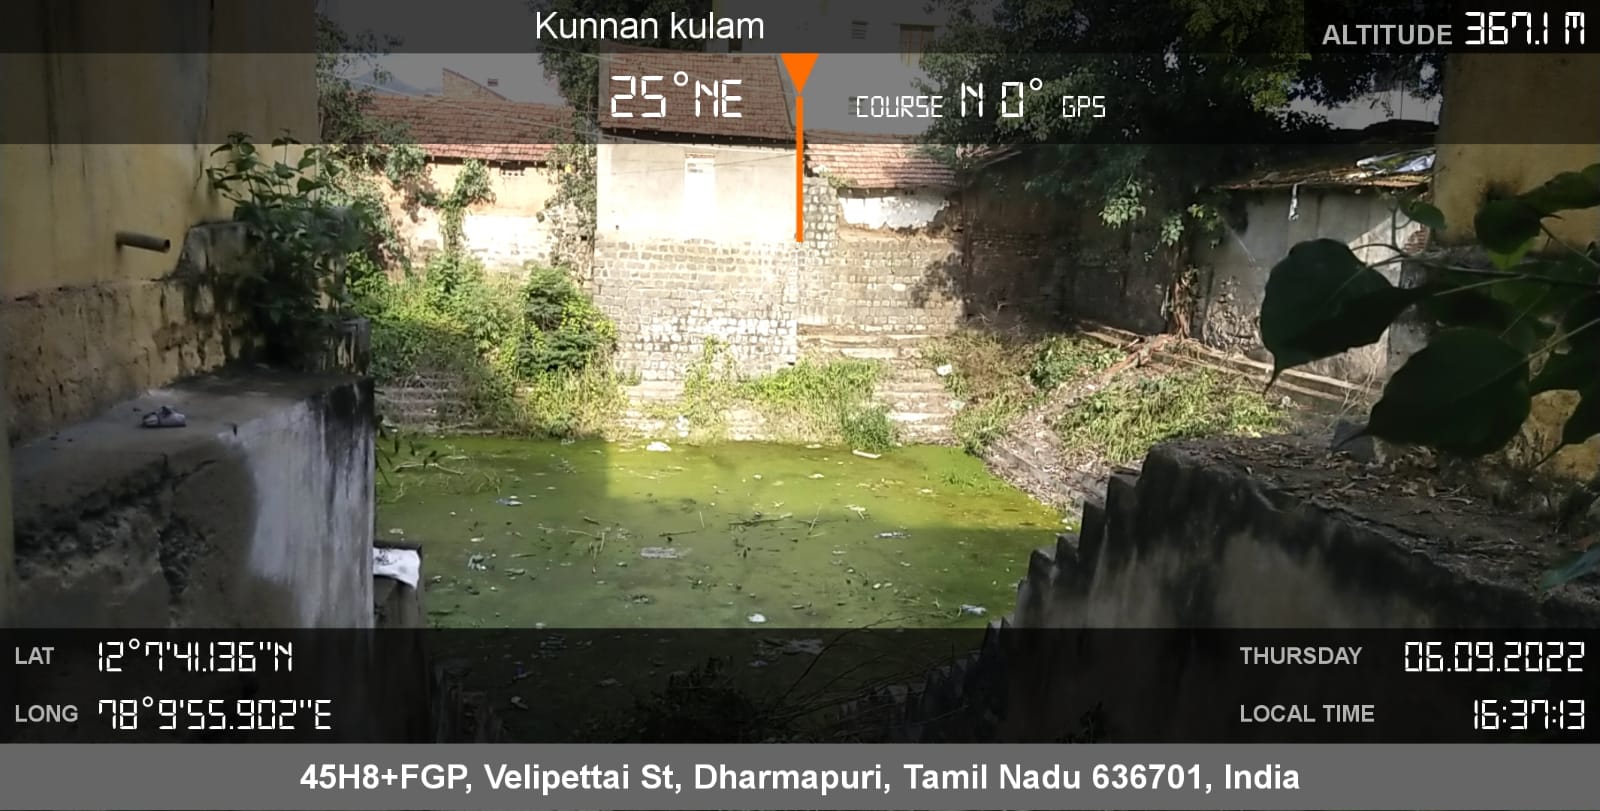 Kunnan kulam
ALTITUDE 367.1 M
25°NE
COURSE N 0° GPS
LAT 12°7'41.136"N
LONG 78°9'55.902"E
THURSDAY 06.09.2022
LOCAL TIME 16:37:13
45H8+FGP, Velipettai St, Dharmapuri, Tamil Nadu 636701, India